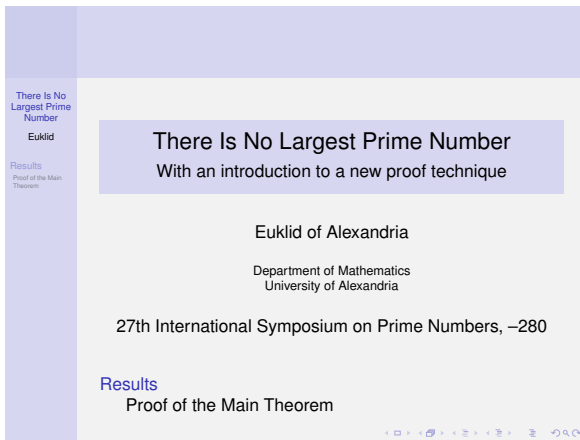 There Is No
Largest Prime
Number
Euklid
Results
Proof of the Main
Theorem
There Is No Largest Prime Number
With an introduction to a new proof technique
Euklid of Alexandria
Department of Mathematics
University of Alexandria
27th International Symposium on Prime Numbers, –280
Results
Proof of the Main Theorem